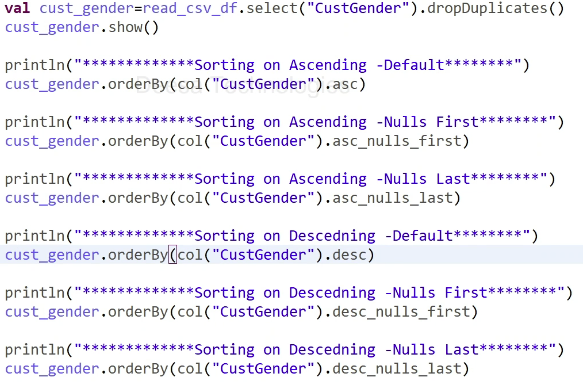 val cust_gender=read_csv_df.select("CustGender").dropDuplicates()
cust_gender.show()
println("*************Sorting on Ascending -Default********")
cust_gender.orderBy(col("CustGender").asc)
println("*************Sorting on Ascending -Nulls First********")
cust_gender.orderBy(col("CustGender").asc_nulls_first)
println("*************Sorting on Ascending -Nulls Last********")
cust_gender.orderBy(col("CustGender").asc_nulls_last)
println("*************Sorting on Descedning -Default********")
cust_gender.orderBy(col("CustGender").desc)
println("*************Sorting on Descedning -Nulls First********")
cust_gender.orderBy(col("CustGender").desc_nulls_first)
println("*************Sorting on Descedning -Nulls Last********")
cust_gender.orderBy(col("CustGender").desc_nulls_last)